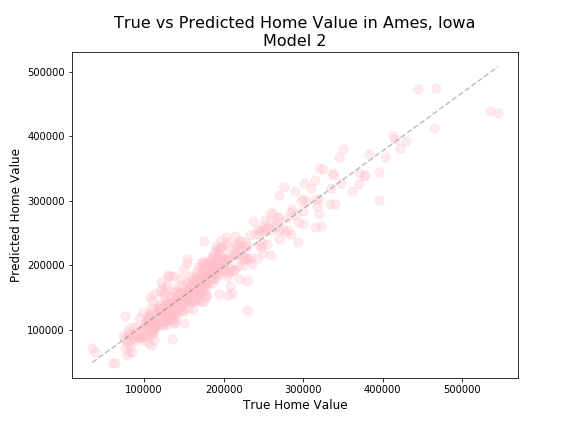 True vs Predicted Home Value in Ames, Iowa
Model 2
500000
400000
300000
200000
100000
Predicted Home Value
100000 200000 300000 400000 500000
True Home Value